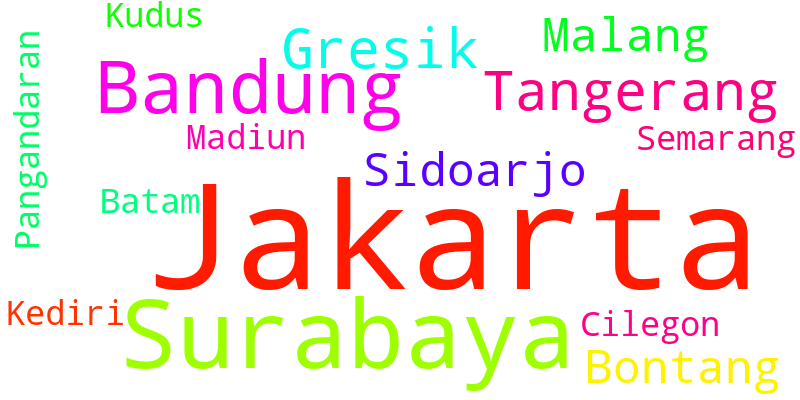 Kudus
Gresik
Malang
Pangandaran
Bandung
Tangerang
Madiun
Semarang
Sidoarjo
Batam
Jakarta
Kediri
Surabaya
Cilegon
Bontang